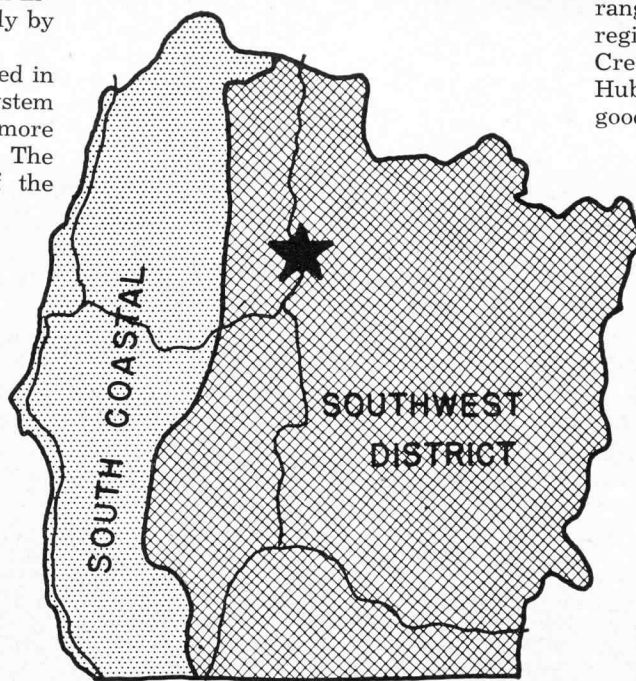 ly by
ed in
ystem
more
The
f the
rang
regi
Cre
Hub
good
SOUTH COASTAL
SOUTHWEST
DISTRICT